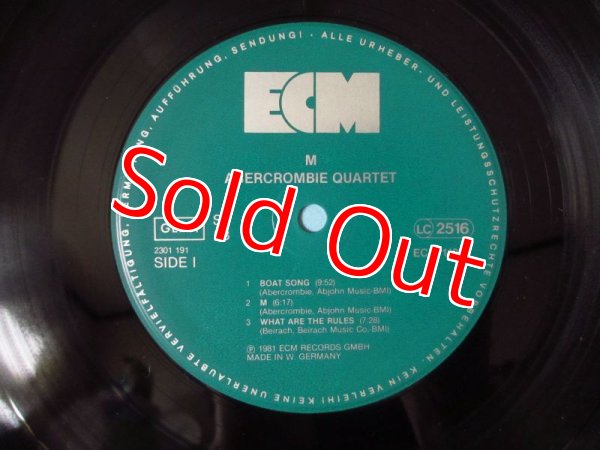 VERMIETUNG, AUFFÜHRUNG, SENDUNG! · ALLE URHEBER- UND LEISTUNGSSCHUTZRECHTE VORBEHALTEN. KEIN VERLEIH! KEINE UNERLAUBTE VERVIELFÄLTIGUNG,
ECM
M
ABERCROMBIE QUARTET
Sold Out
LC 2516
2301 191
SIDE I
1 BOAT SONG (9:52)
(Abercrombie, Abjohn Music-BMI)
2 M (6:17)
(Abercrombie, Abjohn Music-BMI)
3 WHAT ARE THE RULES (7:28)
(Beirach, Beirach Music Co.-BMI)
Ⓟ 1981 ECM RECORDS GMBH
MADE IN W. GERMANY